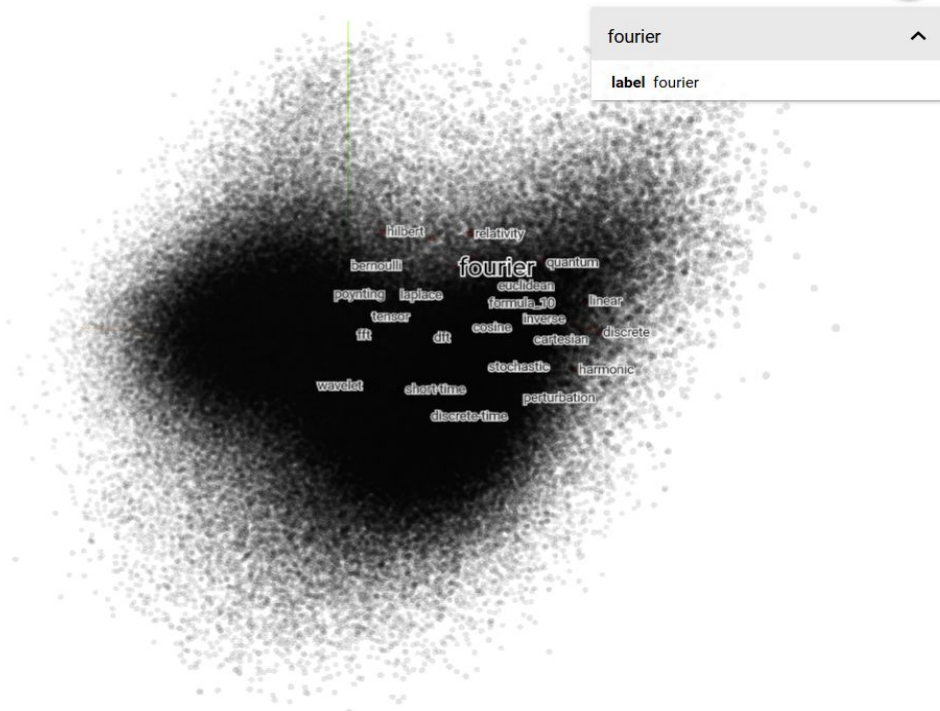 fourier
label fourier
hilbert
relativity
bernoulli
fourier
quantum
euclidean
poynting
laplace
formula_10
linear
tensor
inverse
cosine
discrete
fft
dft
cartesian
stochastic
harmonic
wavelet
short-time
perturbation
discrete-time